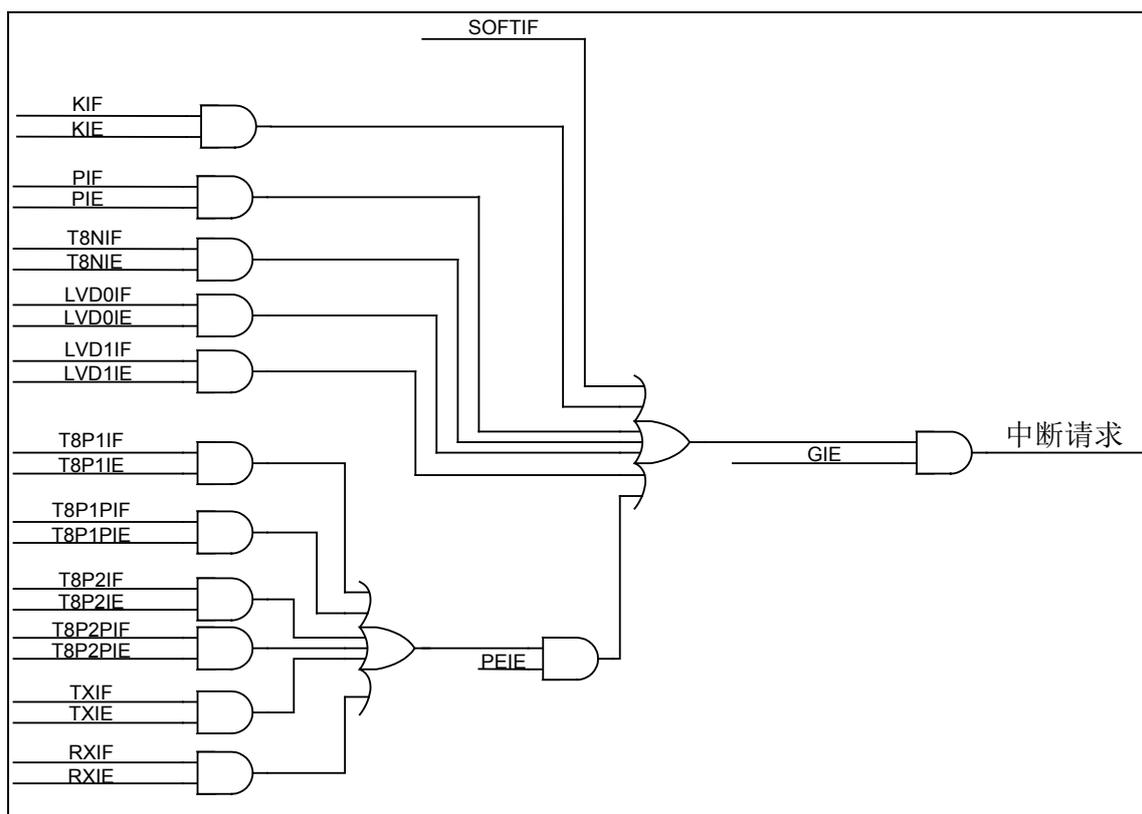 SOFTIF
KIF
KIE
PIF
PIE
T8NIF
T8NIE
LVD0IF
LVD0IE
LVD1IF
LVD1IE
T8P1IF
T8P1IE
T8P1PIF
T8P1PIE
T8P2IF
T8P2IE
T8P2PIF
T8P2PIE
TXIF
TXIE
RXIF
RXIE
PEIE
GIE
中断请求